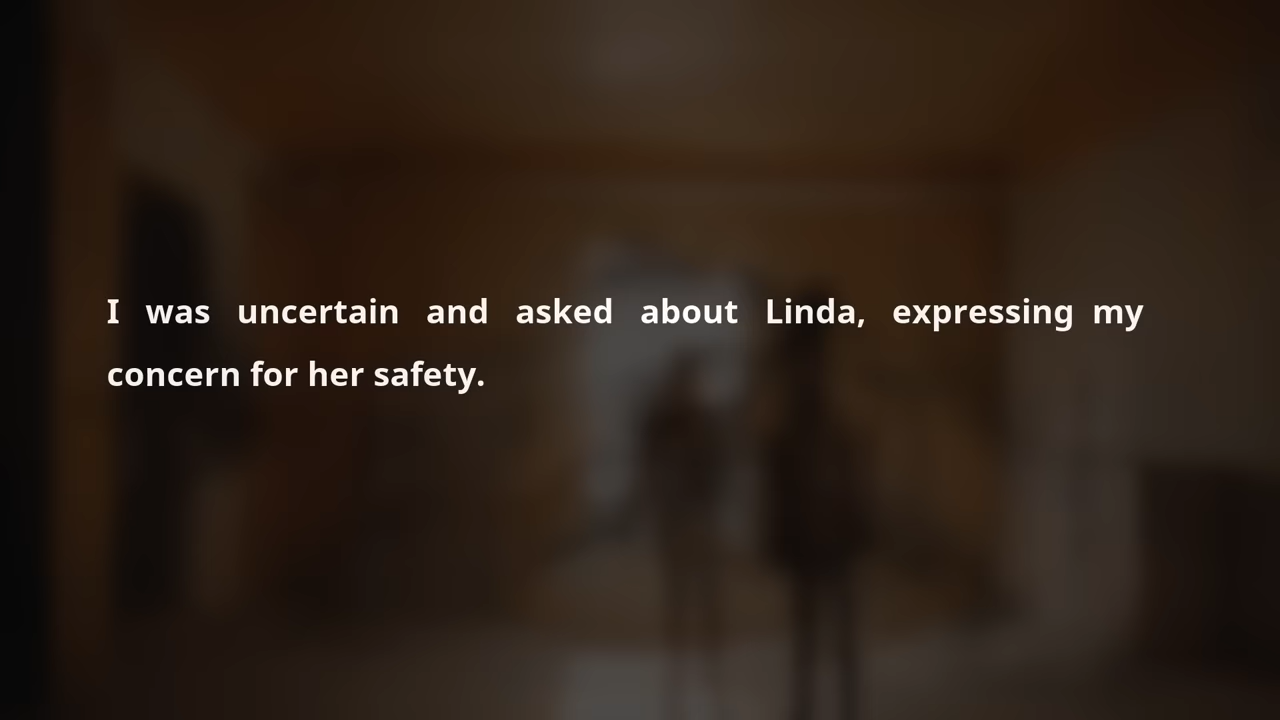 I was uncertain and asked about Linda, expressing my
concern for her safety.